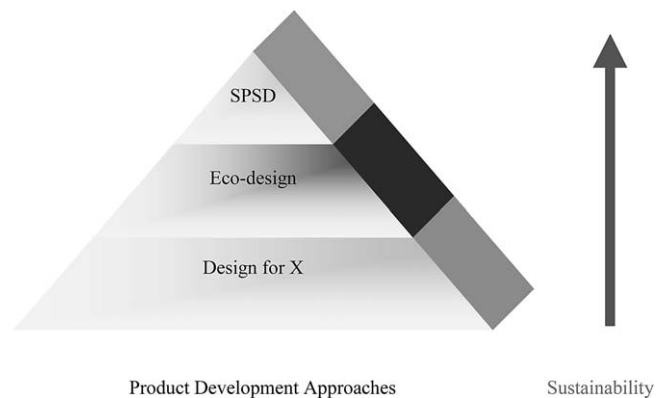 SPSD
Eco-design
Design for X
Product Development Approaches
Sustainability